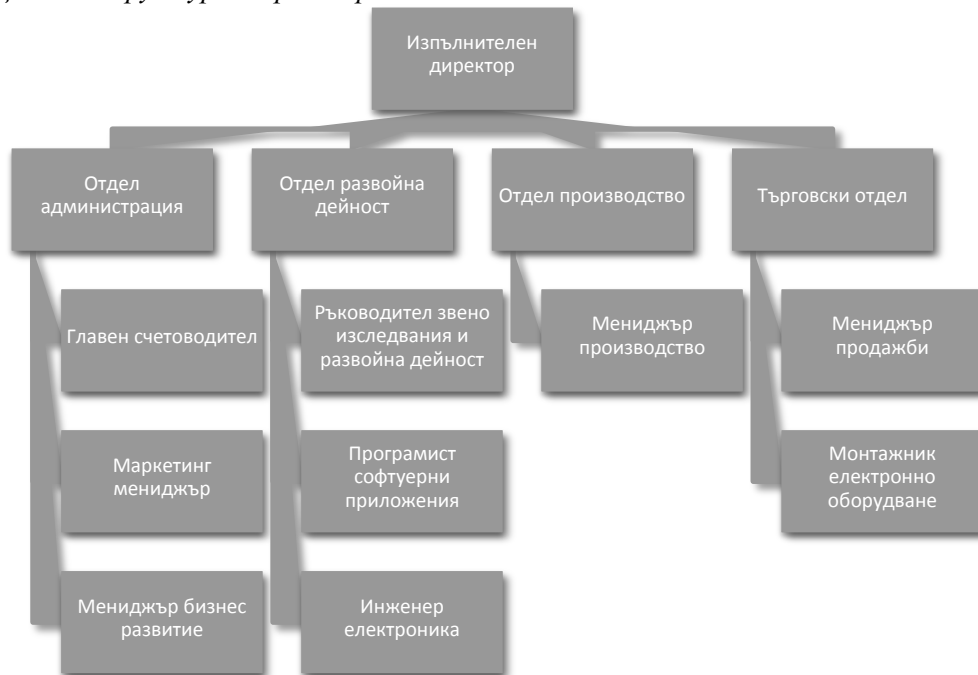 Изпълнителен
директор
Отдел
администрация
Отдел развойна
дейност
Отдел производство
Търговски отдел
Главен счетоводител
Ръководител звено
изследвания и
развойна дейност
Мениджър
производство
Мениджър
продажби
Маркетинг
мениджър
Програмист
софтуерни
приложения
Монтажник
електронно
оборудване
Мениджър бизнес
развитие
Инженер
електроника